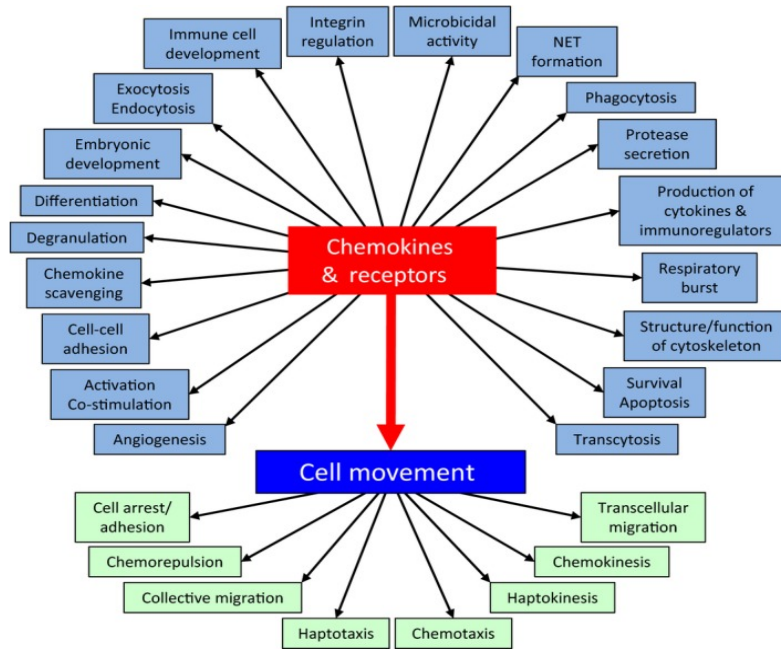 Immune cell
development
Integrin
regulation
Microbicidal
activity
NET
formation
Exocytosis
Endocytosis
Phagocytosis
Embryonic
development
Protease
secretion
Differentiation
Production of
cytokines &
immunoregulators
Degranulation
Chemokines
& receptors
Chemokine
scavenging
Respiratory
burst
Cell-cell
adhesion
Structure/function
of cytoskeleton
Activation
Co-stimulation
Survival
Apoptosis
Angiogenesis
Transcytosis
Cell movement
Cell arrest/
adhesion
Transcellular
migration
Chemorepulsion
Chemokinesis
Collective migration
Haptokinesis
Haptotaxis
Chemotaxis